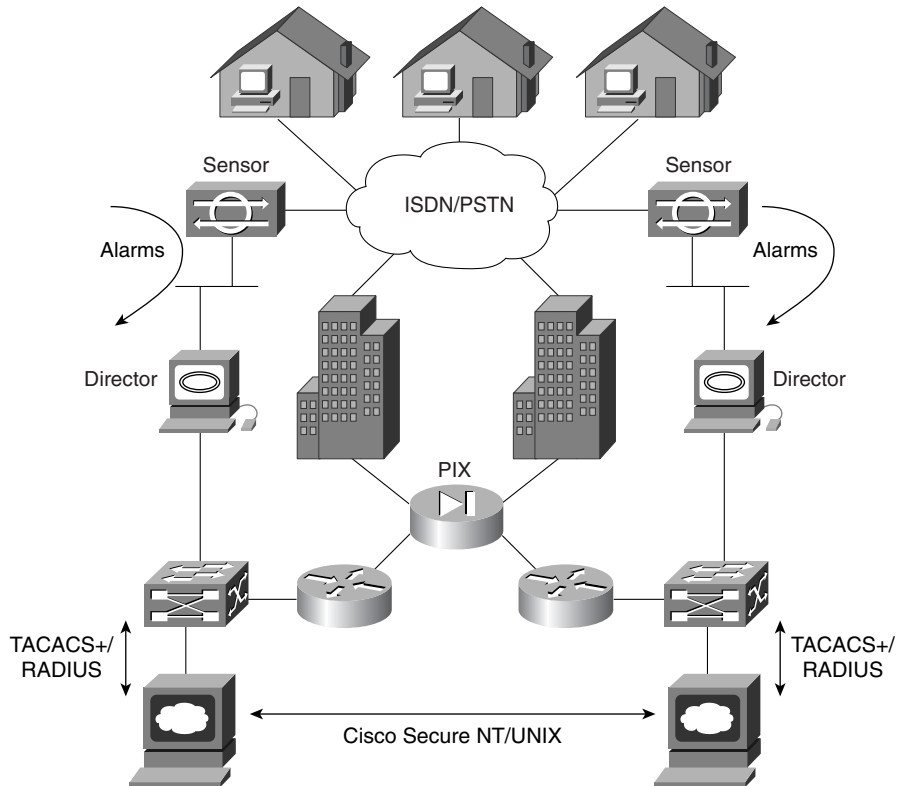 Sensor
Sensor
ISDN/PSTN
Alarms
Alarms
Director
Director
PIX
TACACS+/
RADIUS
TACACS+/
RADIUS
Cisco Secure NT/UNIX